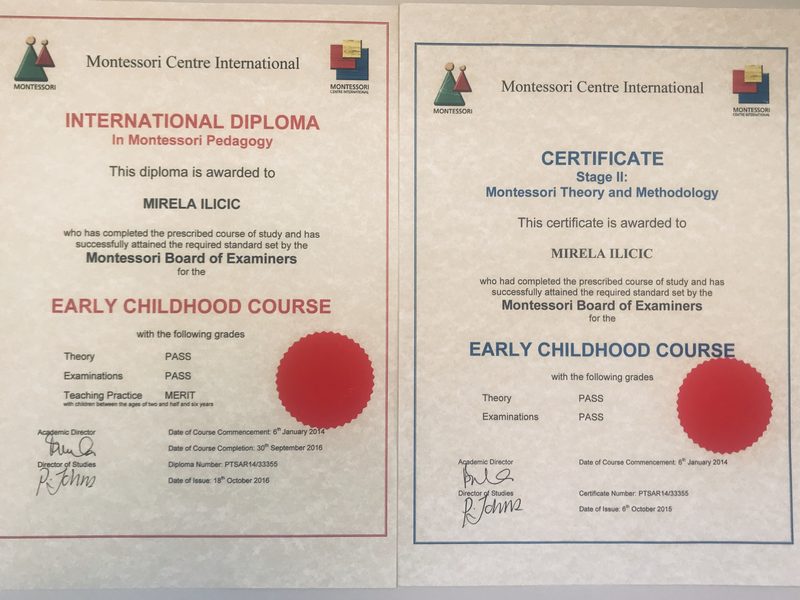 Montessori Centre International
MONTESSORI
MONTESSORI
CENTRE INTERNATIONAL
INTERNATIONAL DIPLOMA
In Montessori Pedagogy
This diploma is awarded to
MIRELA ILICIC
who has completed the prescribed course of study and has
successfully attained the required standard set by the
Montessori Board of Examiners
for the
EARLY CHILDHOOD COURSE
with the following grades
Theory PASS
Examinations PASS
Teaching Practice MERIT
with children between the ages of two and half and six years
Academic Director
Date of Course Commencement: 6th January 2014
Date of Course Completion: 30th September 2016
Director of Studies
Diploma Number: PTSAR14/33355
P. Johns
Date of Issue: 18th October 2016
Montessori Centre International
MONTESSORI
MONTESSORI
CENTRE INTERNATIONAL
CERTIFICATE
Stage II:
Montessori Theory and Methodology
This certificate is awarded to
MIRELA ILICIC
who had completed the prescribed course of study and has
successfully attained the required standard set by the
Montessori Board of Examiners
for the
EARLY CHILDHOOD COURSE
with the following grades
Theory PASS
Examinations PASS
Academic Director
Date of Course Commencement: 6th January 2014
Director of Studies
Certificate Number: PTSAR14/33355
P. Johns
Date of Issue: 6th October 2015